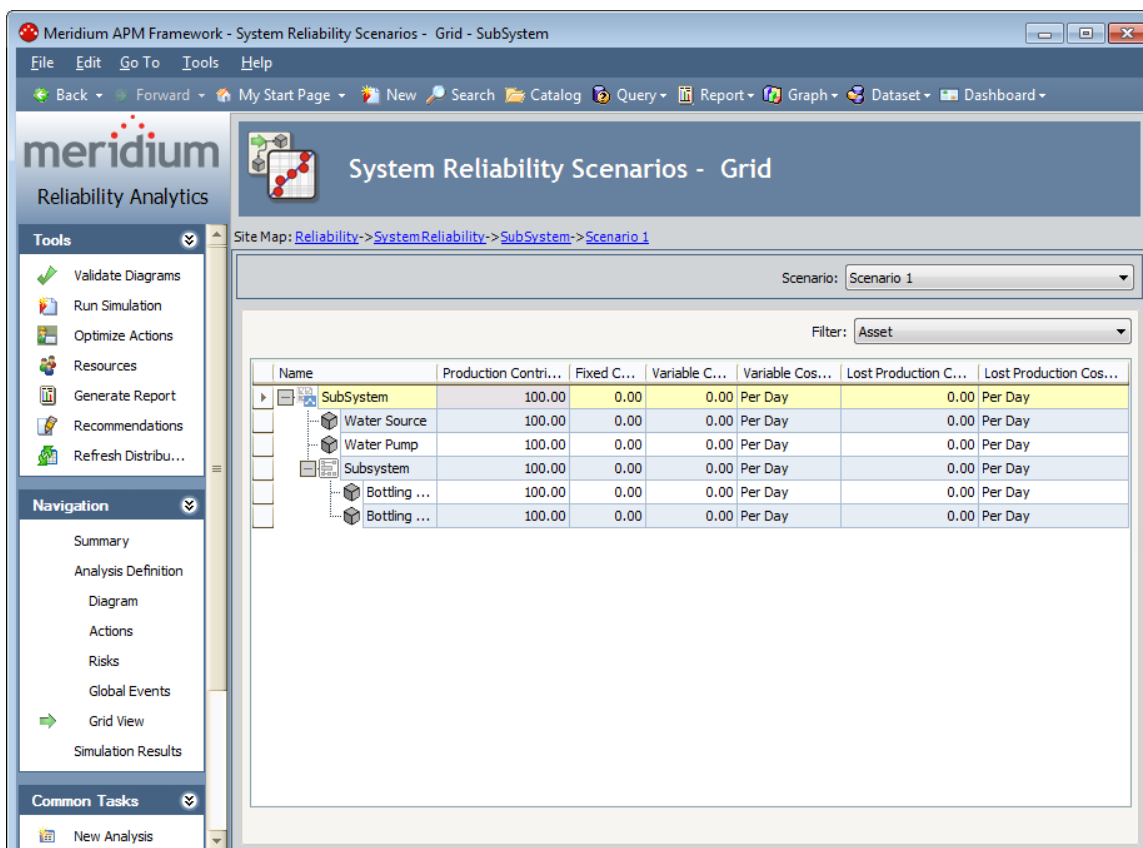 Meridium APM Framework - System Reliability Scenarios -  Grid - SubSystem
File Edit Go To Tools Help
Back Forward My Start Page New Search Catalog Query Report Graph Dataset Dashboard
meridium
Reliability Analytics
System Reliability Scenarios -  Grid
Site Map: Reliability->SystemReliability->SubSystem->Scenario 1
Scenario: Scenario 1
Filter: Asset
Tools
Validate Diagrams
Run Simulation
Optimize Actions
Resources
Generate Report
Recommendations
Refresh Distribu...
Navigation
Summary
Analysis Definition
Diagram
Actions
Risks
Global Events
Grid View
Simulation Results
Common Tasks
New Analysis
Name Production Contri... Fixed C... Variable C... Variable Cos... Lost Production C... Lost Production Cos...
SubSystem 100.00 0.00 0.00 Per Day 0.00 Per Day
Water Source 100.00 0.00 0.00 Per Day 0.00 Per Day
Water Pump 100.00 0.00 0.00 Per Day 0.00 Per Day
Subsystem 100.00 0.00 0.00 Per Day 0.00 Per Day
Bottling ... 100.00 0.00 0.00 Per Day 0.00 Per Day
Bottling ... 100.00 0.00 0.00 Per Day 0.00 Per Day